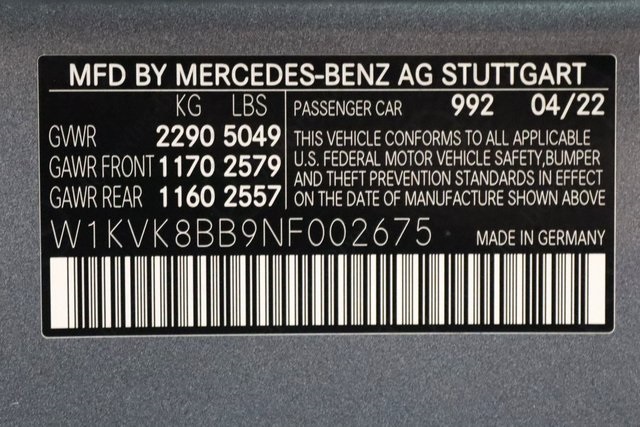 MFD BY MERCEDES-BENZ AG STUTTGART
KG LBS
GVWR 2290 5049
GAWR FRONT 1170 2579
GAWR REAR 1160 2557
PASSENGER CAR 992 04/22
THIS VEHICLE CONFORMS TO ALL APPLICABLE
U.S. FEDERAL MOTOR VEHICLE SAFETY,BUMPER
AND THEFT PREVENTION STANDARDS IN EFFECT
ON THE DATE OF MANUFACTURE SHOWN ABOVE
W1KVK8BB9NF002675 MADE IN GERMANY